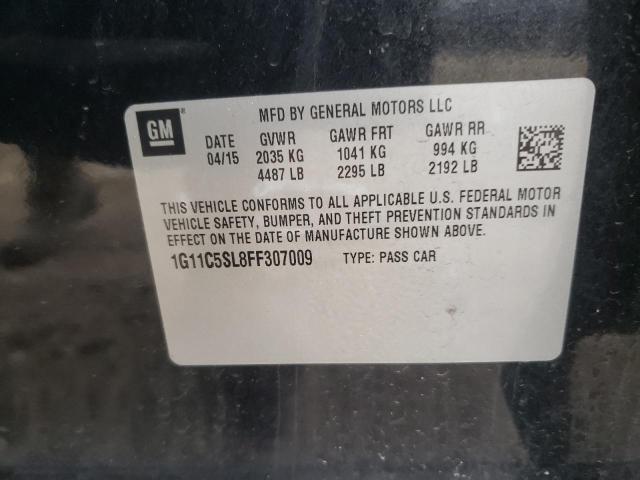 GM
MFD BY GENERAL MOTORS LLC
DATE GVWR GAWR FRT GAWR RR
04/15 2035 KG 1041 KG 994 KG
4487 LB 2295 LB 2192 LB
THIS VEHICLE CONFORMS TO ALL APPLICABLE U.S. FEDERAL MOTOR
VEHICLE SAFETY, BUMPER, AND THEFT PREVENTION STANDARDS IN
EFFECT ON THE DATE OF MANUFACTURE SHOWN ABOVE.
1G11C5SL8FF307009 TYPE: PASS CAR